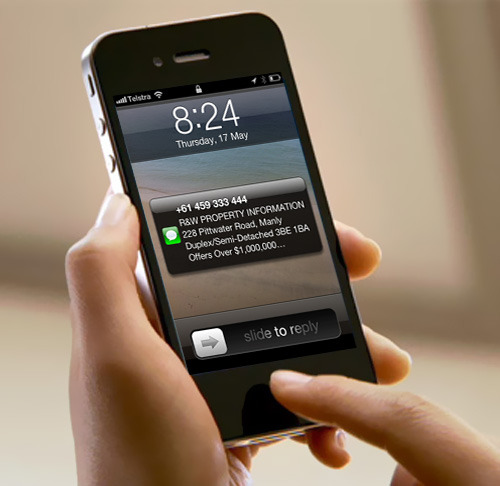 Telstra
8:24
Thursday, 17 May
+61 459 333 444
R&W PROPERTY INFORMATION
228 Pittwater Road, Manly
Duplex/Semi-Detached 3BE 1BA
Offers Over $1,000,000....
slide to reply